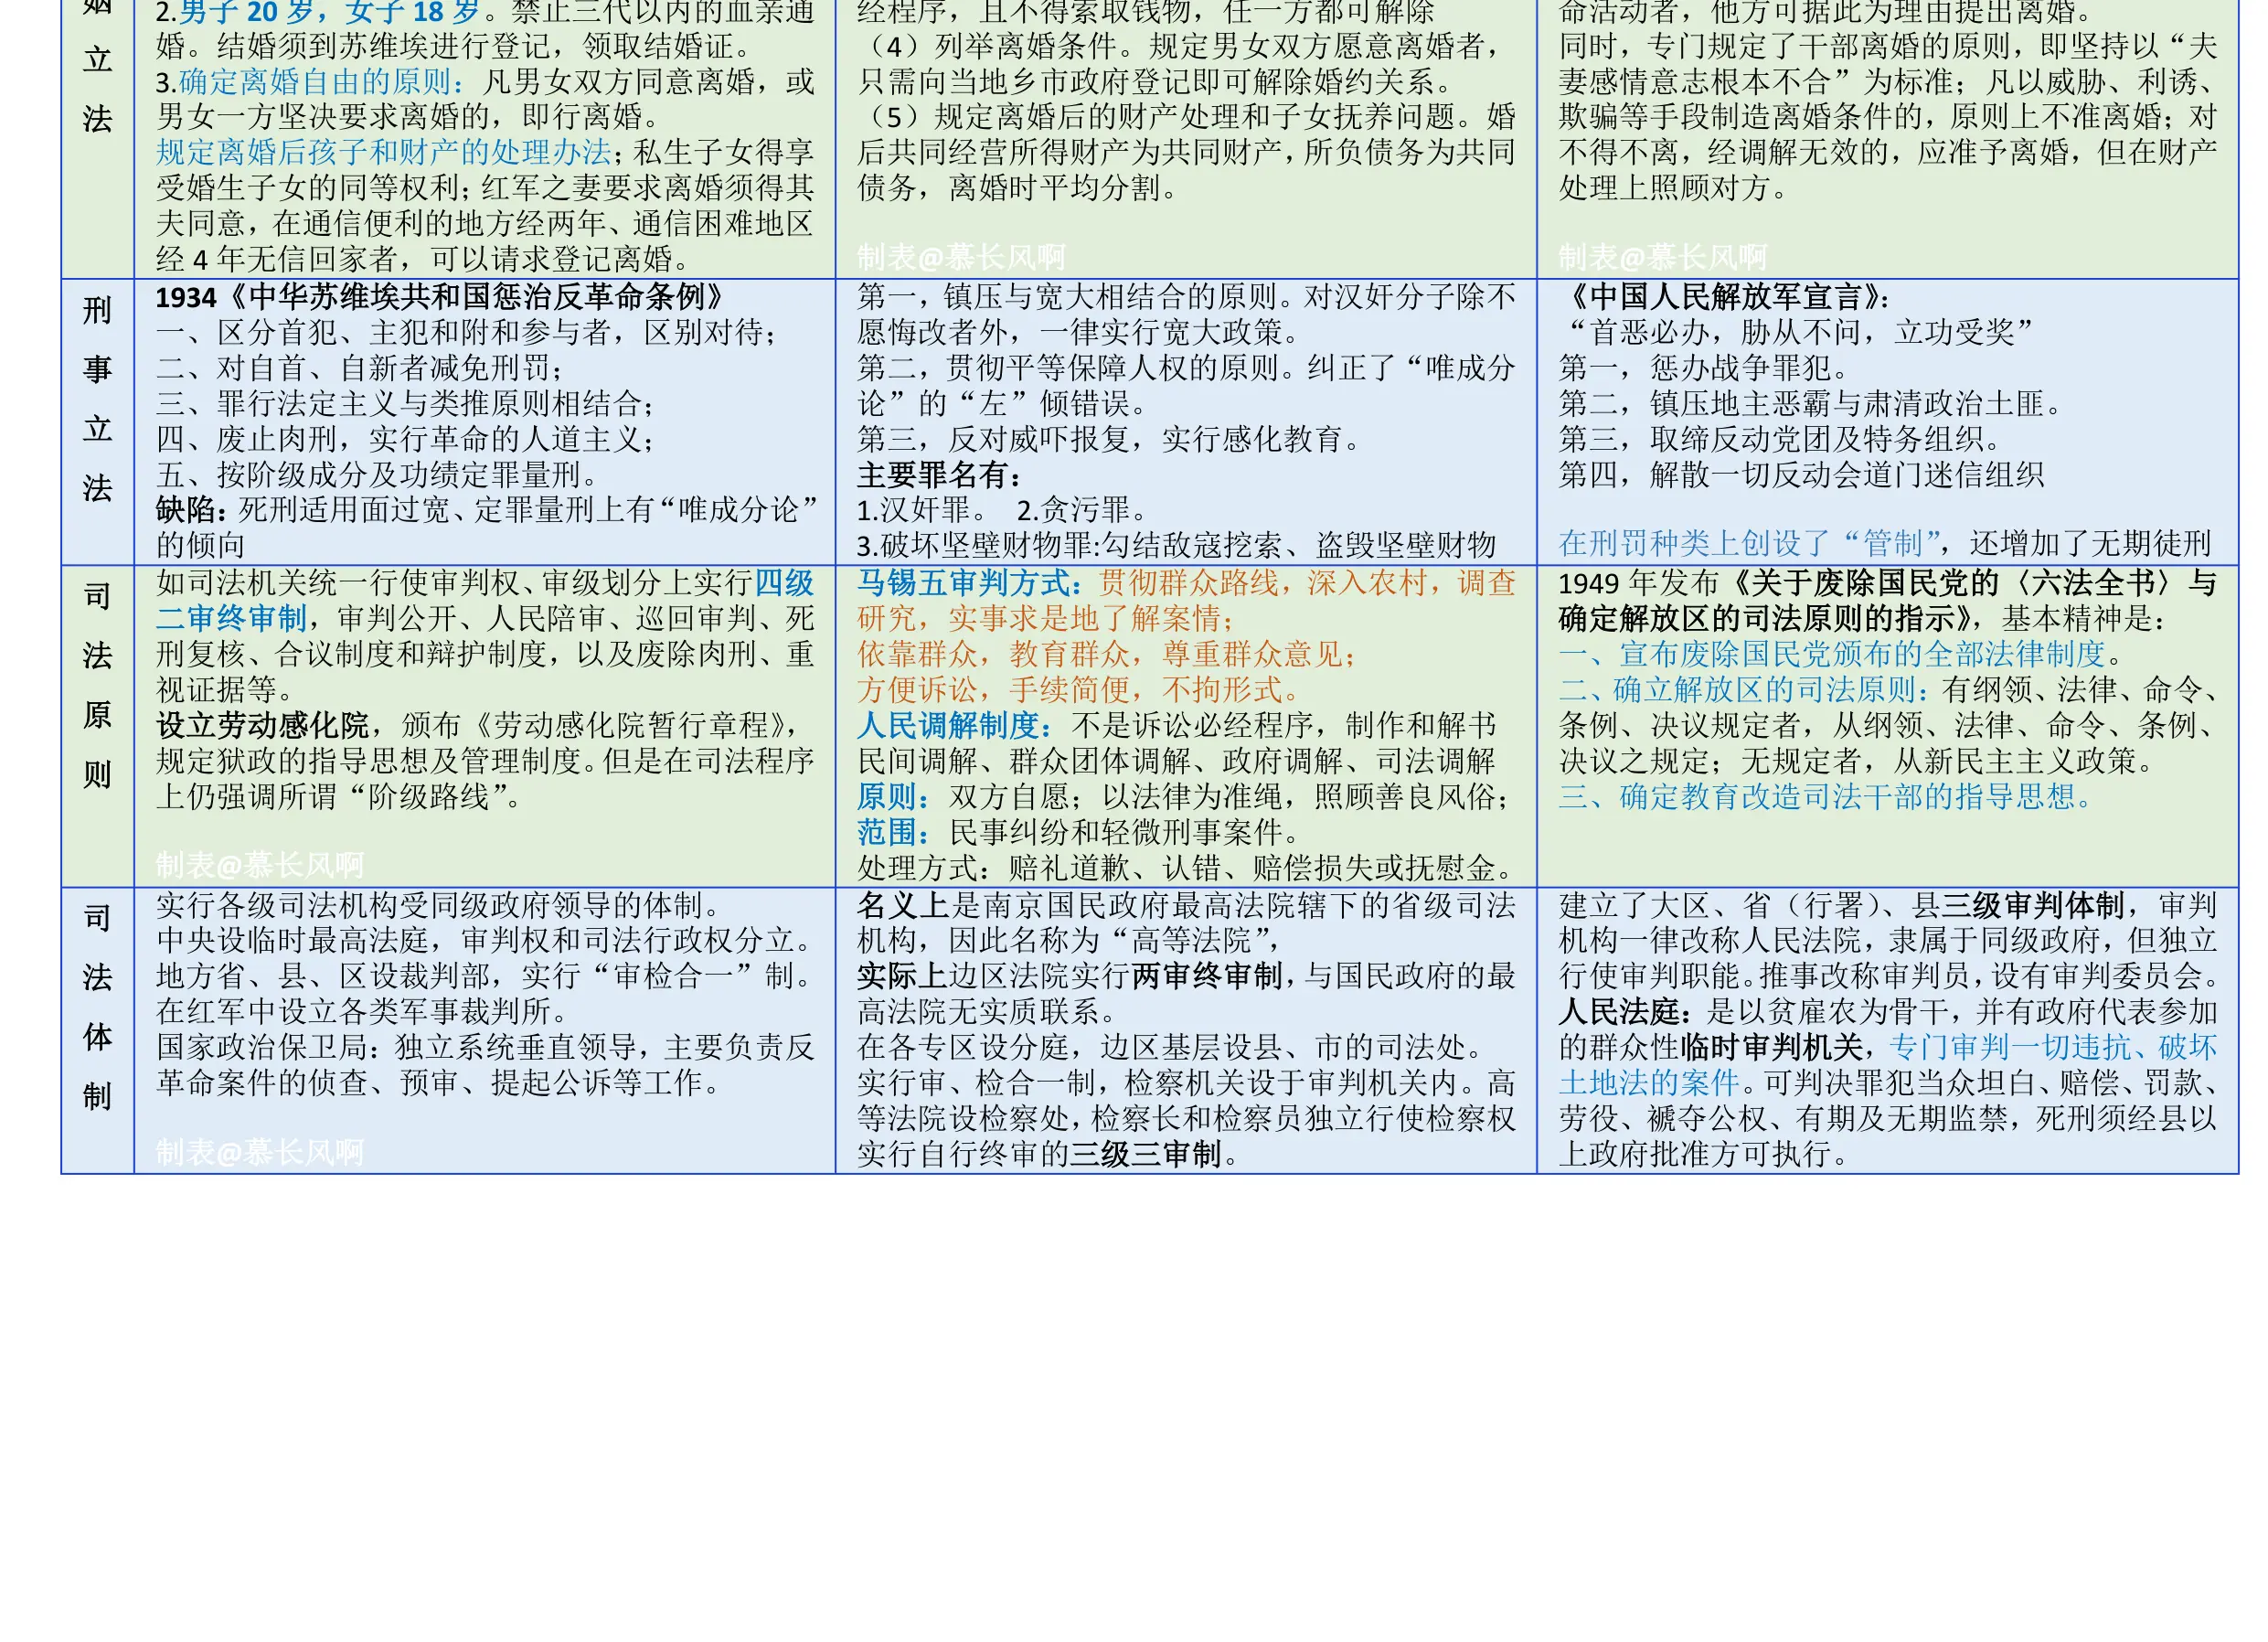 姻
立
法
2.男子 20 岁，女子 18 岁。禁止三代以内的血亲通
婚。结婚须到苏维埃进行登记，领取结婚证。
3.确定离婚自由的原则：凡男女双方同意离婚，或
男女一方坚决要求离婚的，即行离婚。
规定离婚后孩子和财产的处理办法；私生子女得享
受婚生子女的同等权利；红军之妻要求离婚须得其
夫同意，在通信便利的地方经两年、通信困难地区
经 4 年无信回家者，可以请求登记离婚。
经程序，且不得索取钱物，任一方都可解除
（4）列举离婚条件。规定男女双方愿意离婚者，
只需向当地乡市政府登记即可解除婚约关系。
（5）规定离婚后的财产处理和子女抚养问题。婚
后共同经营所得财产为共同财产，所负债务为共同
债务，离婚时平均分割。
制表@慕长风啊
命活动者，他方可据此为理由提出离婚。
同时，专门规定了干部离婚的原则，即坚持以“夫
妻感情意志根本不合”为标准；凡以威胁、利诱、
欺骗等手段制造离婚条件的，原则上不准离婚；对
不得不离，经调解无效的，应准予离婚，但在财产
处理上照顾对方。
制表@慕长风啊
刑
事
立
法
1934《中华苏维埃共和国惩治反革命条例》
一、区分首犯、主犯和附和参与者，区别对待；
二、对自首、自新者减免刑罚；
三、罪行法定主义与类推原则相结合；
四、废止肉刑，实行革命的人道主义；
五、按阶级成分及功绩定罪量刑。
缺陷：死刑适用面过宽、定罪量刑上有“唯成分论”
的倾向
第一，镇压与宽大相结合的原则。对汉奸分子除不
愿悔改者外，一律实行宽大政策。
第二，贯彻平等保障人权的原则。纠正了“唯成分
论”的“左”倾错误。
第三，反对威吓报复，实行感化教育。
主要罪名有：
1.汉奸罪。 2.贪污罪。
3.破坏坚壁财物罪:勾结敌寇挖索、盗毁坚壁财物
《中国人民解放军宣言》：
“首恶必办，胁从不问，立功受奖”
第一，惩办战争罪犯。
第二，镇压地主恶霸与肃清政治土匪。
第三，取缔反动党团及特务组织。
第四，解散一切反动会道门迷信组织
在刑罚种类上创设了“管制”，还增加了无期徒刑
司
法
原
则
如司法机关统一行使审判权、审级划分上实行四级
二审终审制，审判公开、人民陪审、巡回审判、死
刑复核、合议制度和辩护制度，以及废除肉刑、重
视证据等。
设立劳动感化院，颁布《劳动感化院暂行章程》，
规定狱政的指导思想及管理制度。但是在司法程序
上仍强调所谓“阶级路线”。
制表@慕长风啊
马锡五审判方式：贯彻群众路线，深入农村，调查
研究，实事求是地了解案情；
依靠群众，教育群众，尊重群众意见；
方便诉讼，手续简便，不拘形式。
人民调解制度：不是诉讼必经程序，制作和解书
民间调解、群众团体调解、政府调解、司法调解
原则：双方自愿；以法律为准绳，照顾善良风俗；
范围：民事纠纷和轻微刑事案件。
处理方式：赔礼道歉、认错、赔偿损失或抚慰金。
1949 年发布《关于废除国民党的〈六法全书〉与
确定解放区的司法原则的指示》，基本精神是：
一、宣布废除国民党颁布的全部法律制度。
二、确立解放区的司法原则：有纲领、法律、命令、
条例、决议规定者，从纲领、法律、命令、条例、
决议之规定；无规定者，从新民主主义政策。
三、确定教育改造司法干部的指导思想。
司
法
体
制
实行各级司法机构受同级政府领导的体制。
中央设临时最高法庭，审判权和司法行政权分立。
地方省、县、区设裁判部，实行“审检合一”制。
在红军中设立各类军事裁判所。
国家政治保卫局：独立系统垂直领导，主要负责反
革命案件的侦查、预审、提起公诉等工作。
制表@慕长风啊
名义上是南京国民政府最高法院辖下的省级司法
机构，因此名称为“高等法院”，
实际上边区法院实行两审终审制，与国民政府的最
高法院无实质联系。
在各专区设分庭，边区基层设县、市的司法处。
实行审、检合一制，检察机关设于审判机关内。高
等法院设检察处，检察长和检察员独立行使检察权
实行自行终审的三级三审制。
建立了大区、省（行署）、县三级审判体制，审判
机构一律改称人民法院，隶属于同级政府，但独立
行使审判职能。推事改称审判员，设有审判委员会。
人民法庭：是以贫雇农为骨干，并有政府代表参加
的群众性临时审判机关，专门审判一切违抗、破坏
土地法的案件。可判决罪犯当众坦白、赔偿、罚款、
劳役、褫夺公权、有期及无期监禁，死刑须经县以
上政府批准方可执行。